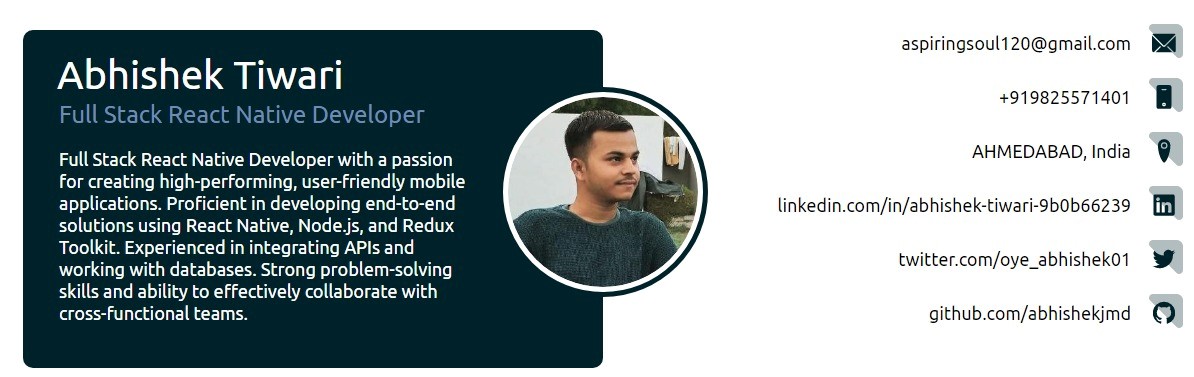 Abhishek Tiwari
Full Stack React Native Developer
Full Stack React Native Developer with a passion
for creating high-performing, user-friendly mobile
applications. Proficient in developing end-to-end
solutions using React Native, Node.js, and Redux
Toolkit. Experienced in integrating APIs and
working with databases. Strong problem-solving
skills and ability to effectively collaborate with
cross-functional teams.
aspiringsoul120@gmail.com
+919825571401
AHMEDABAD, India
linkedin.com/in/abhishek-tiwari-9b0b66239
twitter.com/oye_abhishek01
github.com/abhishekjmd